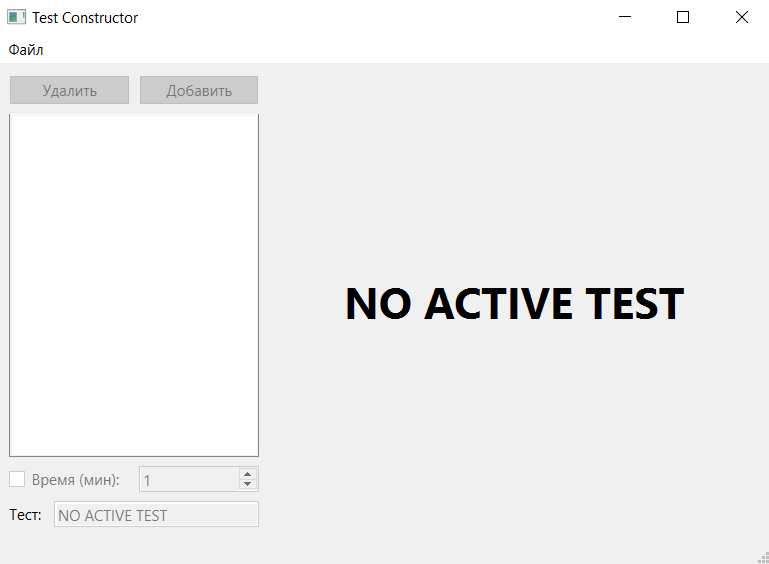 Test Constructor
Файл
Удалить Добавить
NO ACTIVE TEST
Время (мин): 1
Тест: NO ACTIVE TEST